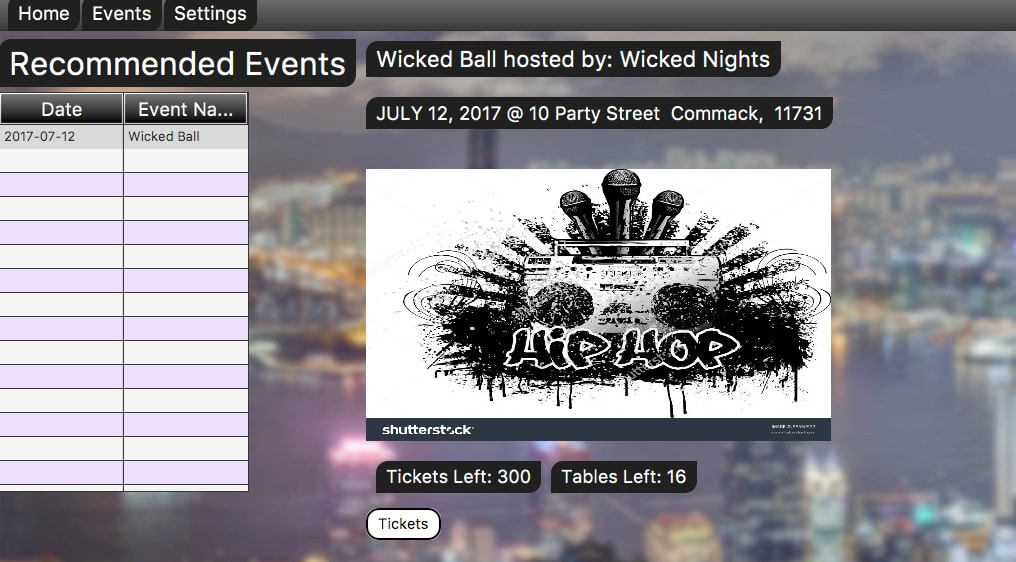 Home Events Settings
Recommended Events
Date Event Na...
2017-07-12 Wicked Ball
Wicked Ball hosted by: Wicked Nights
JULY 12, 2017 @ 10 Party Street Commack, 11731
HIP HOP
shutterstock
Tickets Left: 300 Tables Left: 16
Tickets